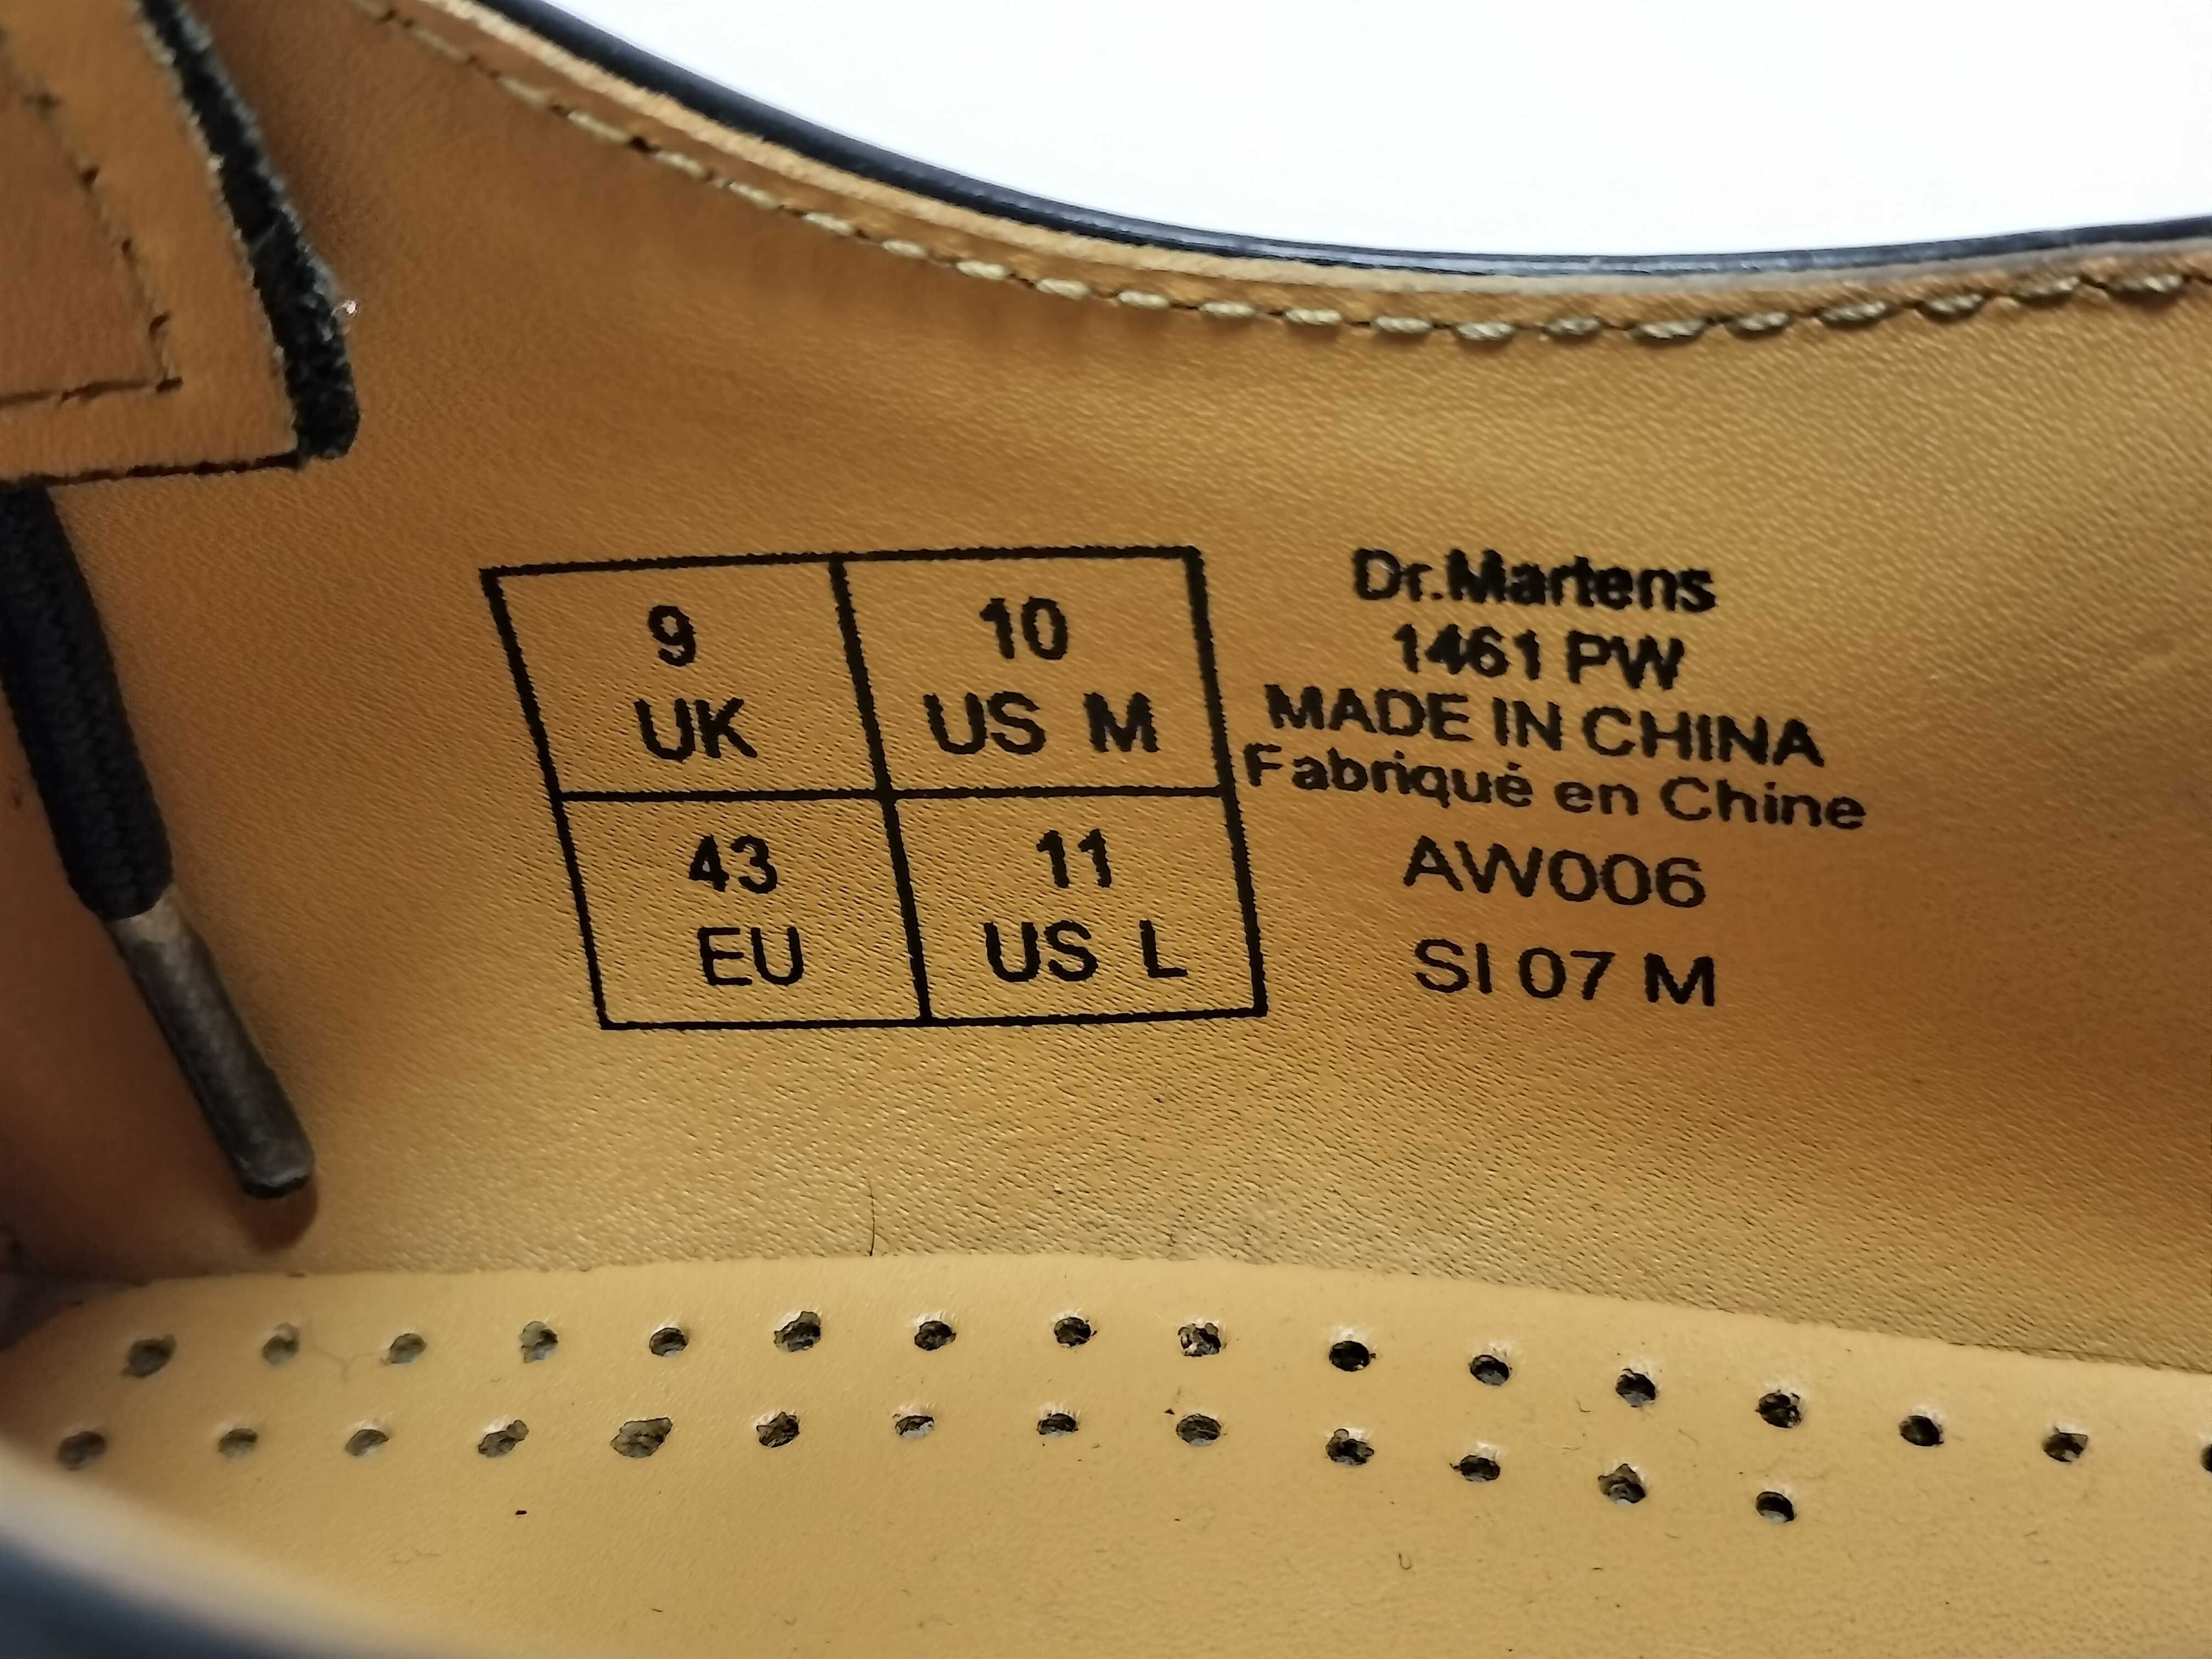 9
UK
10
US M
43
EU
11
US L
Dr.Martens
1461 PW
MADE IN CHINA
Fabriqué en Chine
AW006
SI 07 M